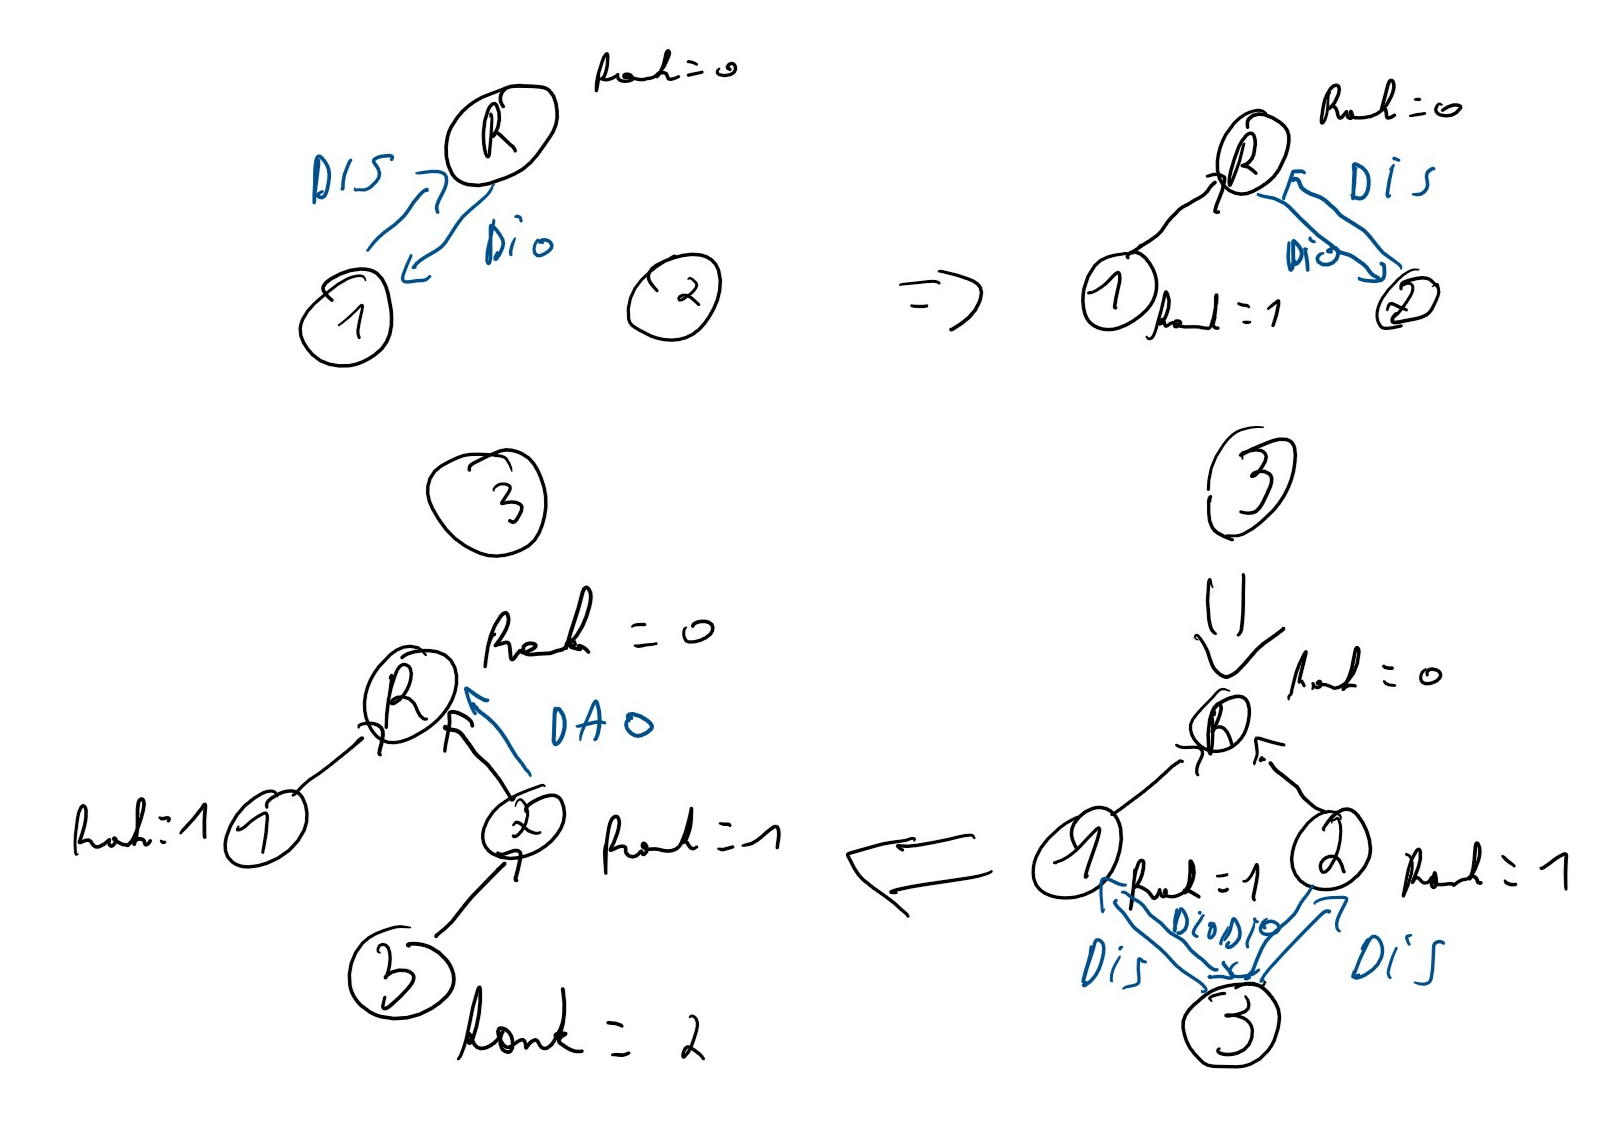 Rank = 0
R
DIS
Dio
1
2
3
Rank = 0
R
Dis
Dio
1
Rank = 1
2
3
Rank = 0
R
1
2
Rank = 1
Rank = 1
Dio Dio
Dis
Dis
3
Rank = 0
R
DAO
Rank = 1
1
2
Rank = 1
3
Rank = 2